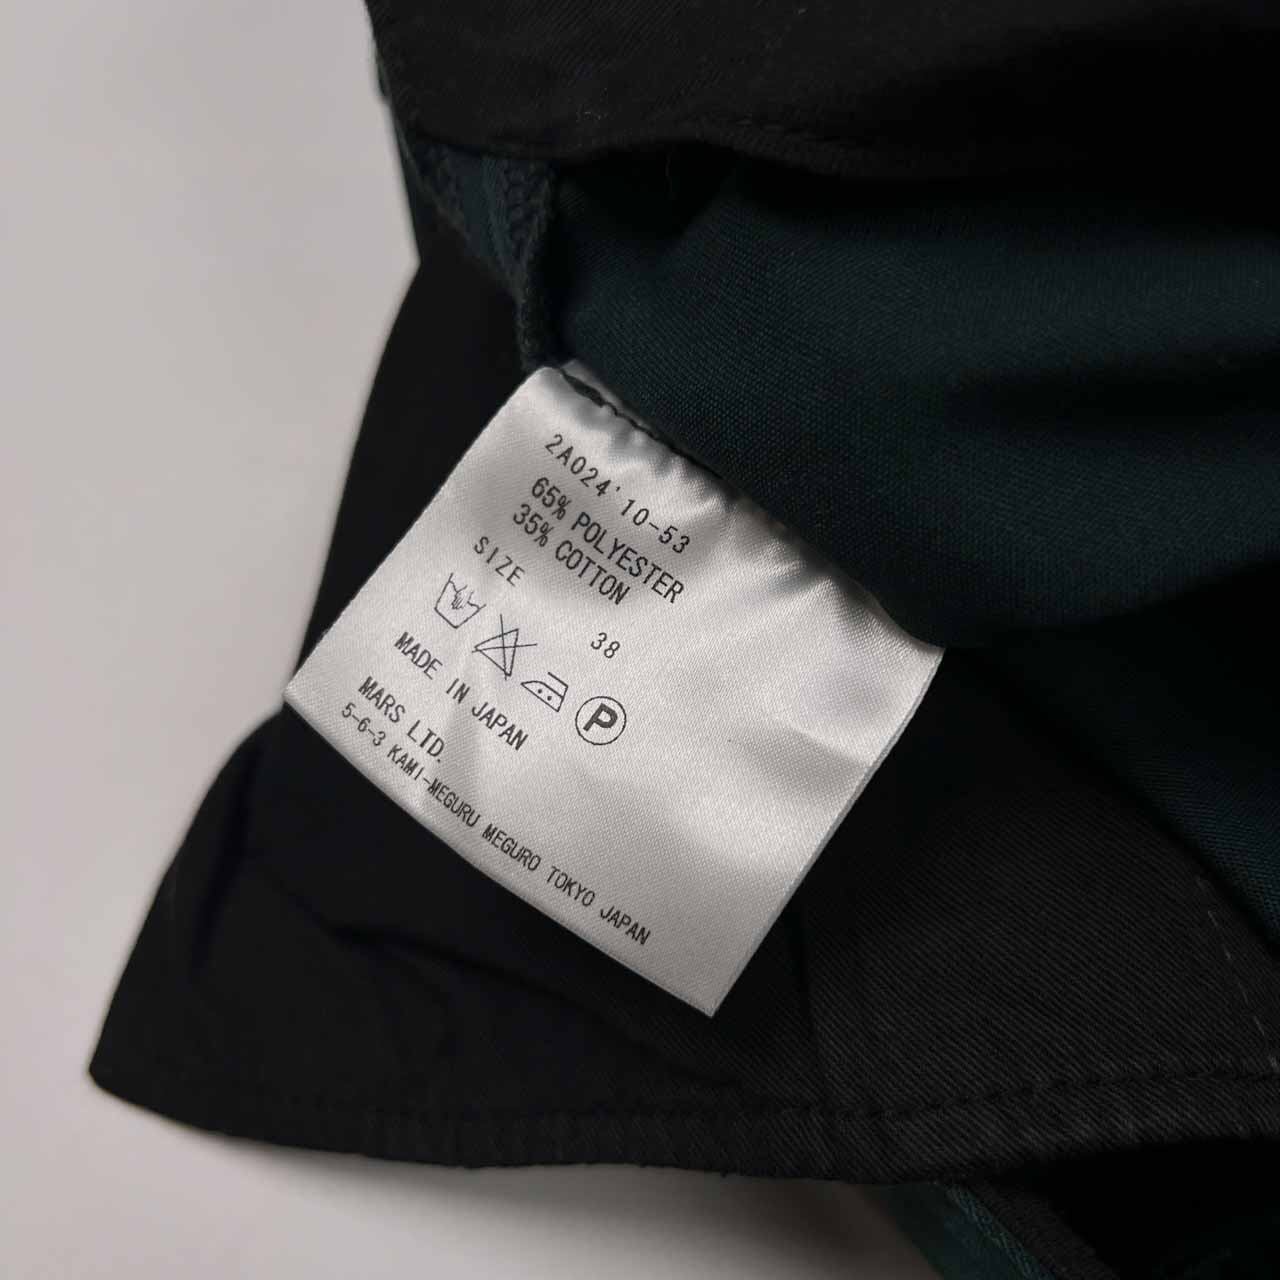 2A024'10-53
65% POLYESTER
35% COTTON
SIZE 38
P
MADE IN JAPAN
MARS LTD.
5-6-3 KAMI-MEGURU MEGURO TOKYO JAPAN